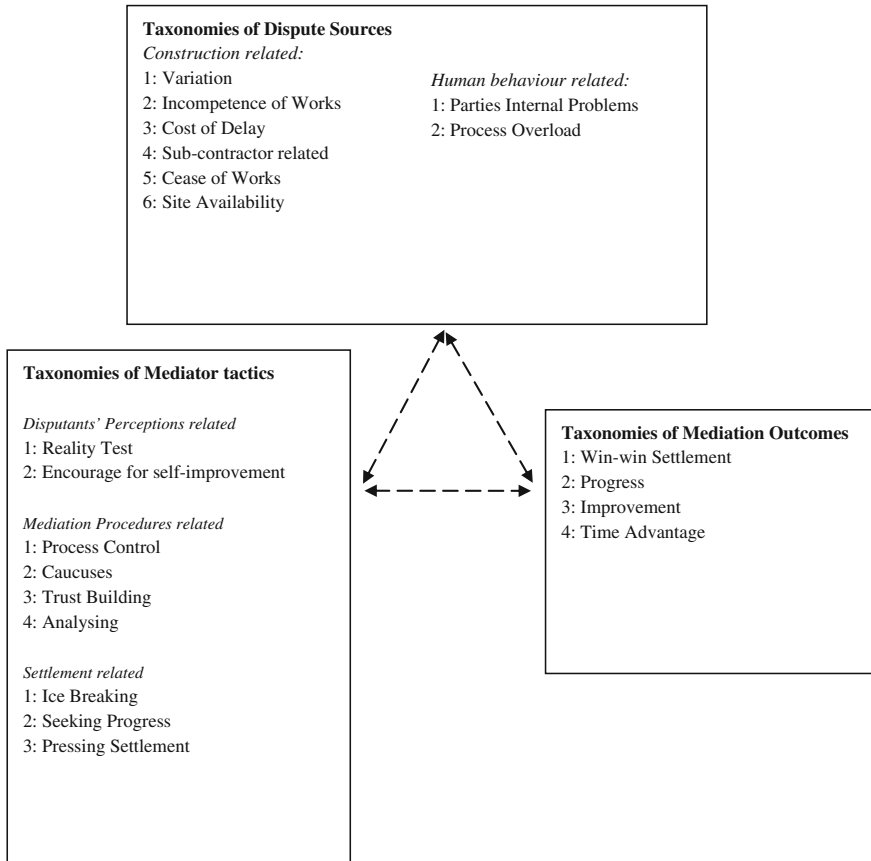 Taxonomies of Dispute Sources
Construction related:
1: Variation
2: Incompetence of Works
3: Cost of Delay
4: Sub-contractor related
5: Cease of Works
6: Site Availability
Human behaviour related:
1: Parties Internal Problems
2: Process Overload
Taxonomies of Mediator tactics
Disputants’ Perceptions related
1: Reality Test
2: Encourage for self-improvement
Mediation Procedures related
1: Process Control
2: Caucuses
3: Trust Building
4: Analysing
Settlement related
1: Ice Breaking
2: Seeking Progress
3: Pressing Settlement
Taxonomies of Mediation Outcomes
1: Win-win Settlement
2: Progress
3: Improvement
4: Time Advantage